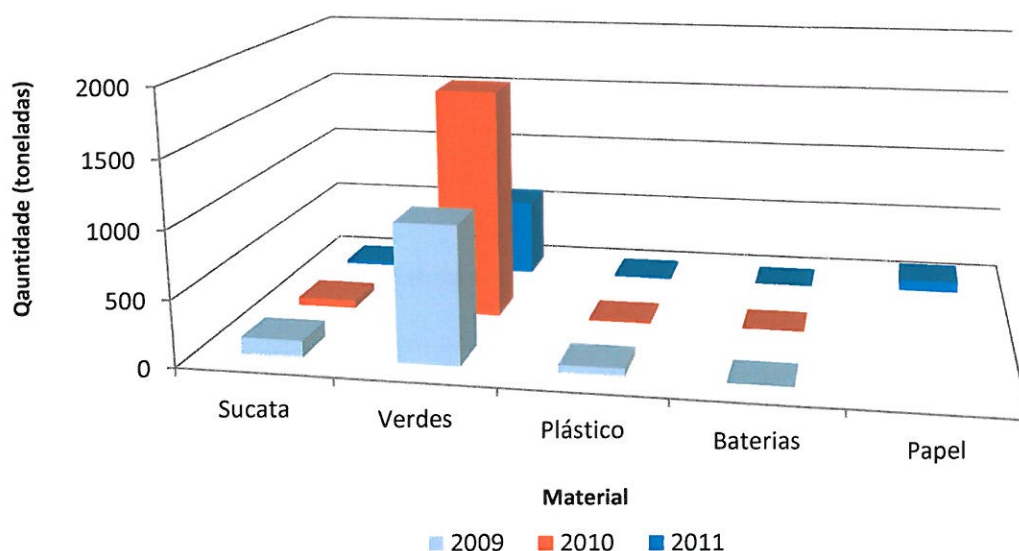 Qauntidade (toneladas)
2000
1500
1000
500
0
Sucata
Verdes
Plástico
Baterias
Papel
Material
2009 2010 2011